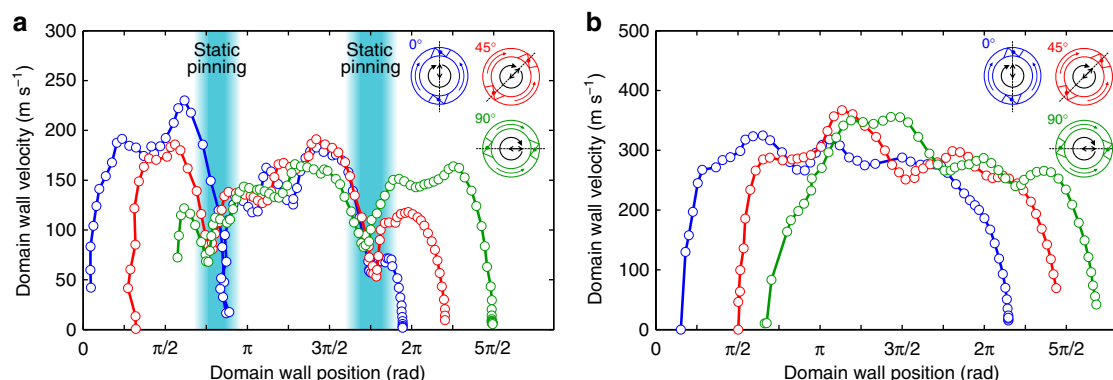 a
300
250
200
150
100
50
0
Domain wall velocity (m s⁻¹)
Static pinning
Static pinning
0°
45°
90°
0
π/2
π
3π/2
2π
5π/2
Domain wall position (rad)
b
500
400
300
200
100
0
Domain wall velocity (m s⁻¹)
0°
45°
90°
0
π/2
π
3π/2
2π
5π/2
Domain wall position (rad)